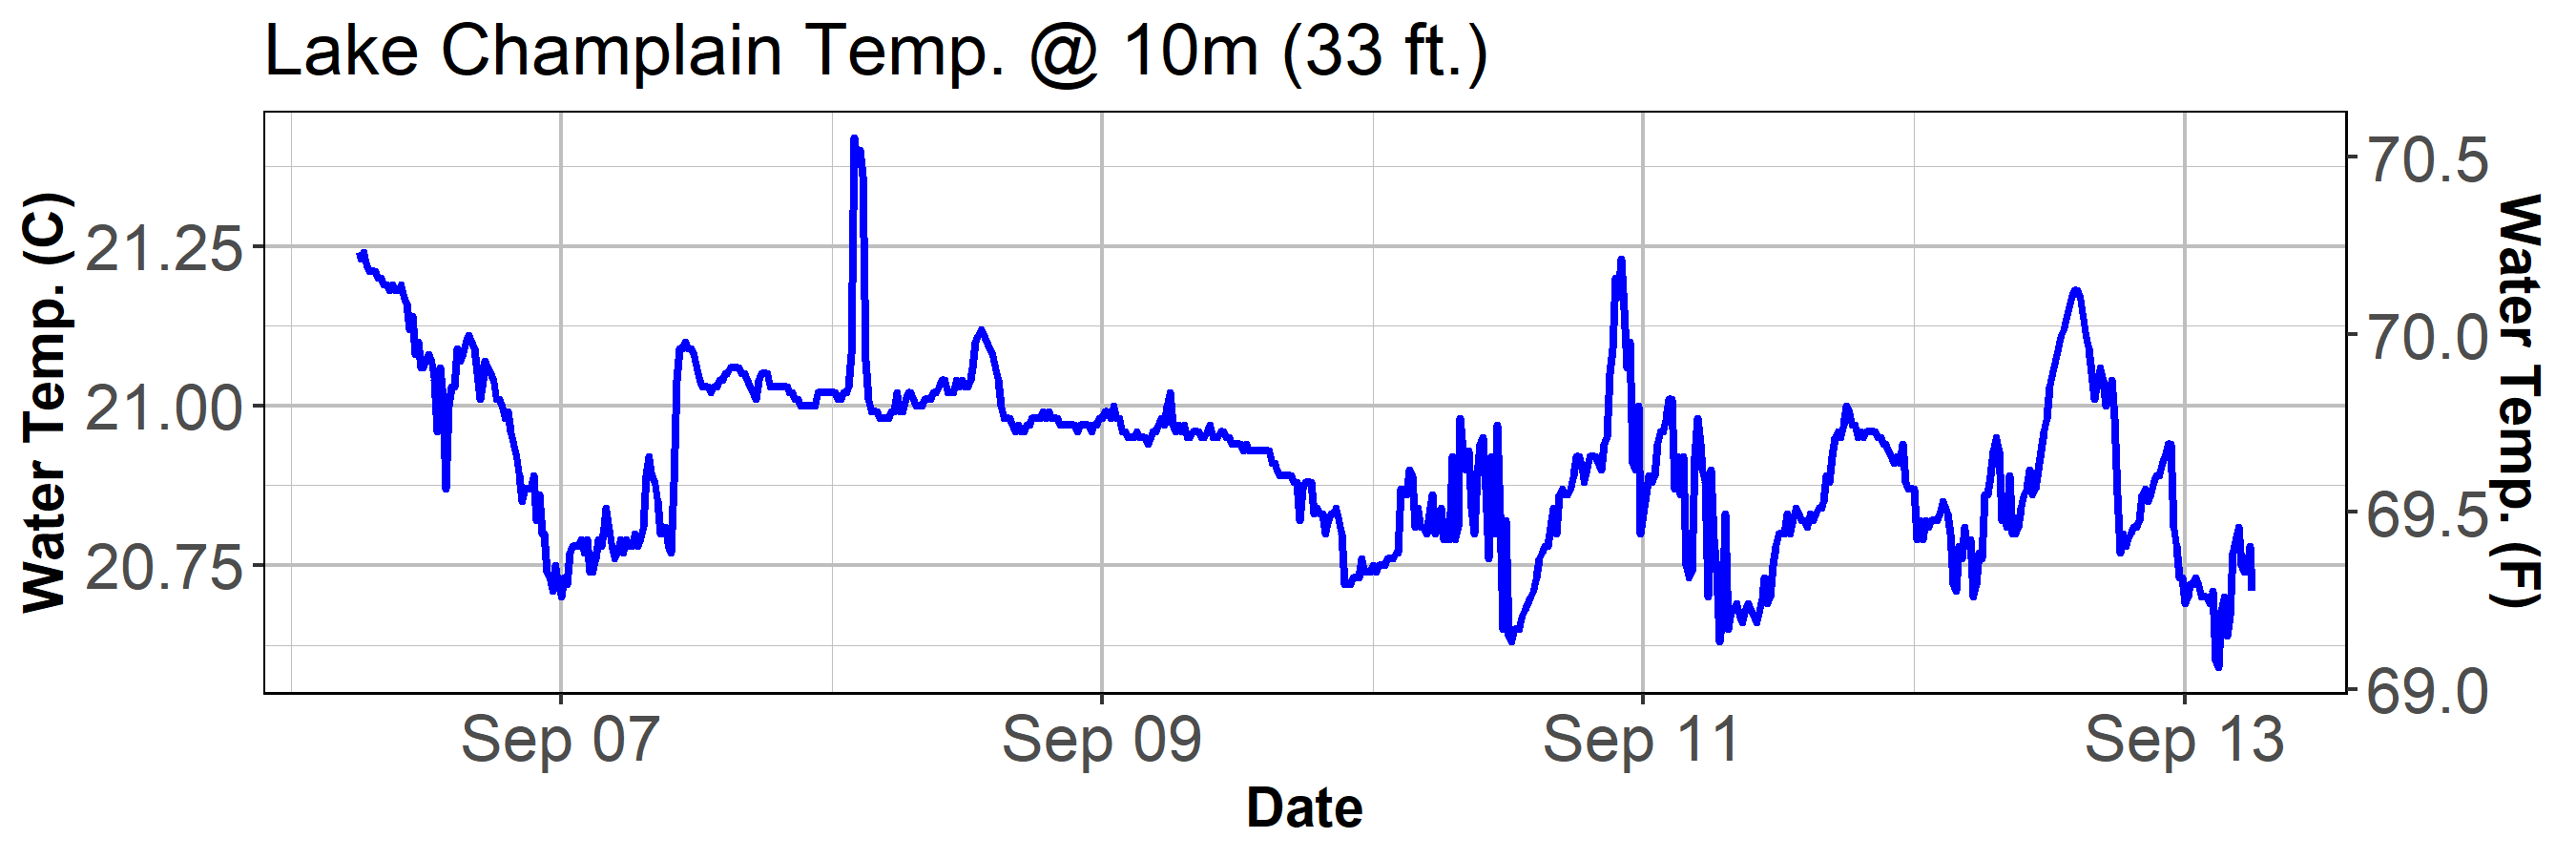 Lake Champlain Temp. @ 10m (33 ft.)
Water Temp. (C)
21.25
21.00
20.75
70.5
70.0
69.5
69.0
Water Temp. (F)
Sep 07 Sep 09 Sep 11 Sep 13
Date